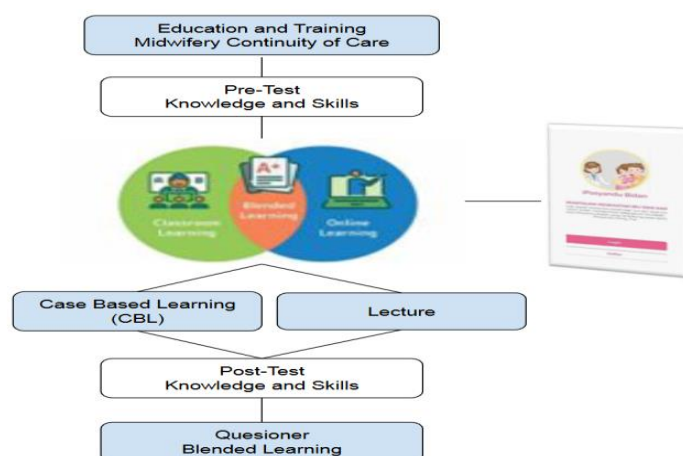 Education and Training
Midwifery Continuity of Care
Pre-Test
Knowledge and Skills
A+
Classroom
Learning
Blended
Learning
Online
Learning
Case Based Learning
(CBL)
Lecture
Post-Test
Knowledge and Skills
Quesioner
Blended Learning